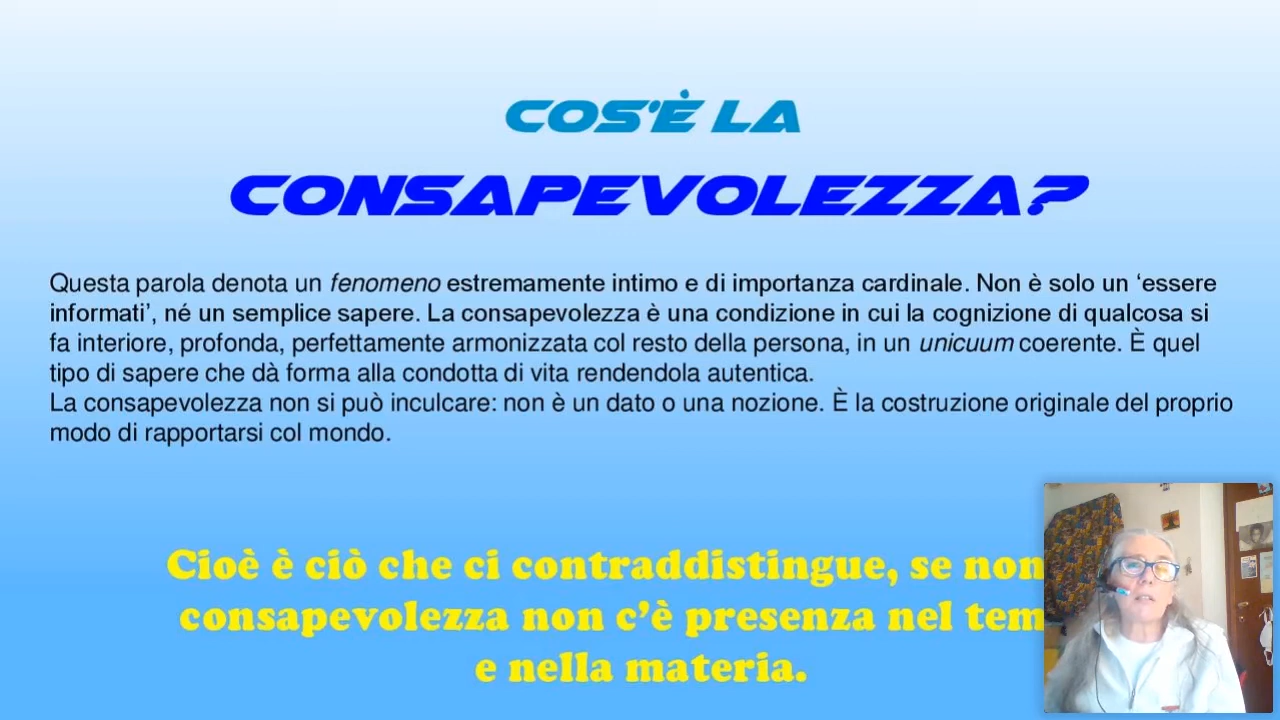 COS'È LA
CONSAPEVOLEZZA?
Questa parola denota un fenomeno estremamente intimo e di importanza cardinale. Non è solo un ‘essere
informati’, né un semplice sapere. La consapevolezza è una condizione in cui la cognizione di qualcosa si
fa interiore, profonda, perfettamente armonizzata col resto della persona, in un unicuum coerente. È quel
tipo di sapere che dà forma alla condotta di vita rendendola autentica.
La consapevolezza non si può inculcare: non è un dato o una nozione. È la costruzione originale del proprio
modo di rapportarsi col mondo.
Cioè è ciò che ci contraddistingue, se non
consapevolezza non c’è presenza nel
e nella materia.